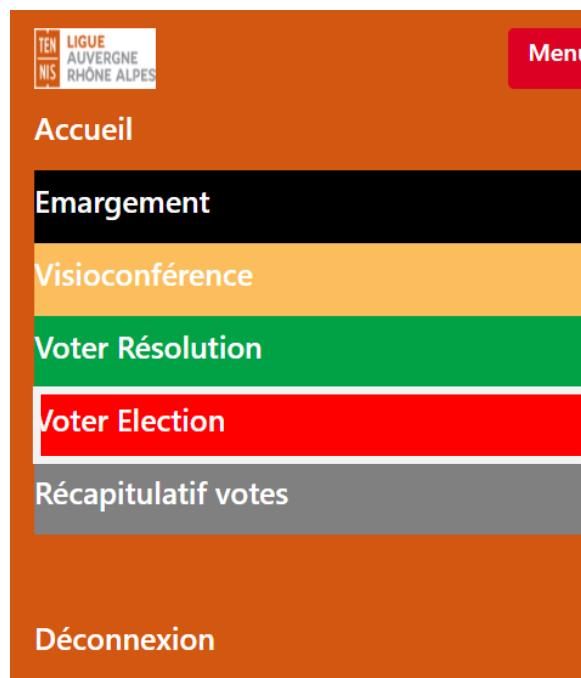 TEN
NIS
LIGUE
AUVERGNE
RHÔNE ALPES
Menu
Accueil
Emargement
Visioconférence
Voter Résolution
Voter Election
Récapitulatif votes
Déconnexion